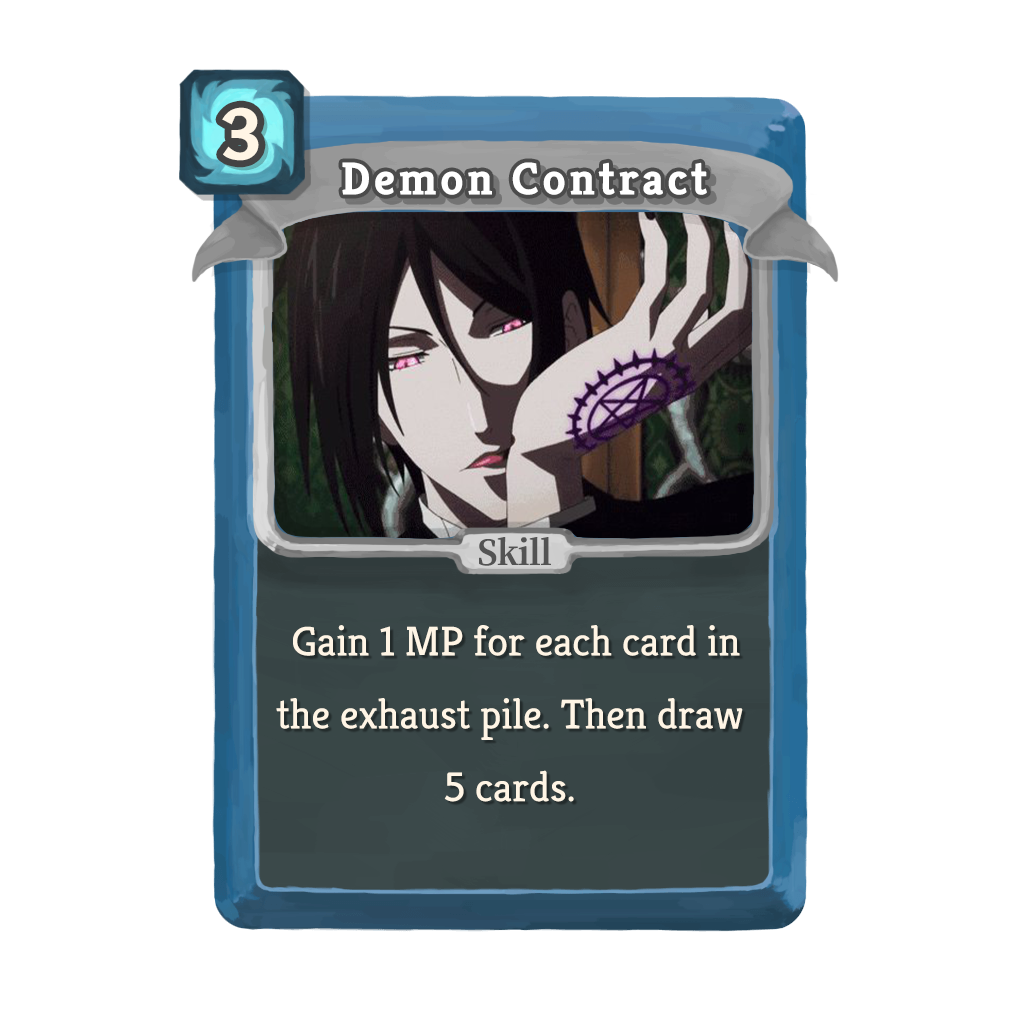 3
Demon Contract
Skill
Gain 1 MP for each card in
the exhaust pile. Then draw
5 cards.